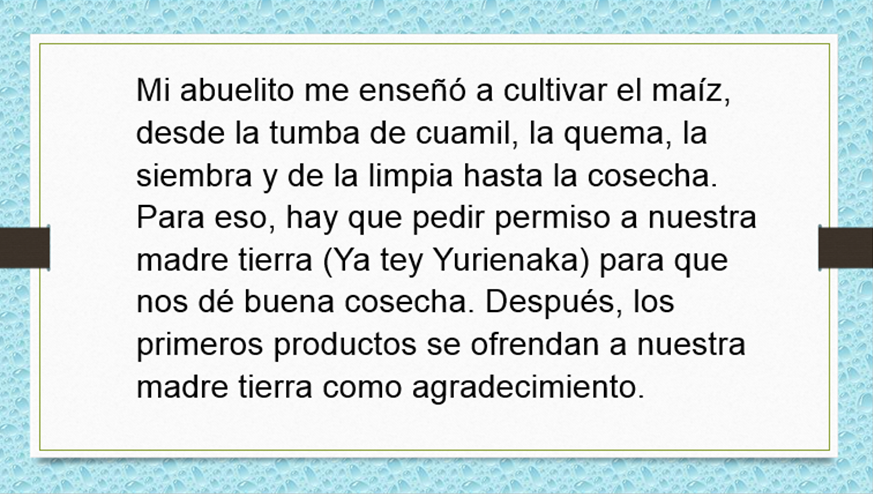 Mi abuelito me enseñó a cultivar el maíz,
desde la tumba de cuamil, la quema, la
siembra y de la limpia hasta la cosecha.
Para eso, hay que pedir permiso a nuestra
madre tierra (Ya tey Yurienaka) para que
nos dé buena cosecha. Después, los
primeros productos se ofrendan a nuestra
madre tierra como agradecimiento.